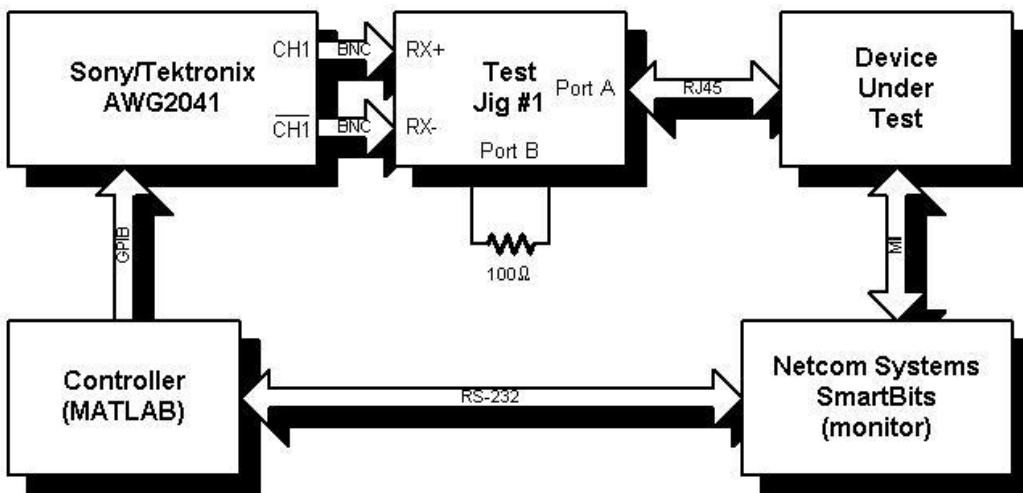 Sony/Tektronix
AWG2041
CH1
C̅H̅1̅
BNC
BNC
RX+
RX-
Test
Jig #1
Port A
Port B
RJ45
Device
Under
Test
100Ω
GPIB
MII
Controller
(MATLAB)
RS-232
Netcom Systems
SmartBits
(monitor)